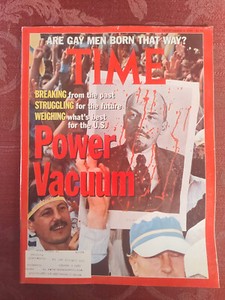 ARE GAY MEN BORN THAT WAY?
TIME
BREAKING from the past
STRUGGLING for the future
WEIGHING what's best
for the U.S.
Power
Vacuum